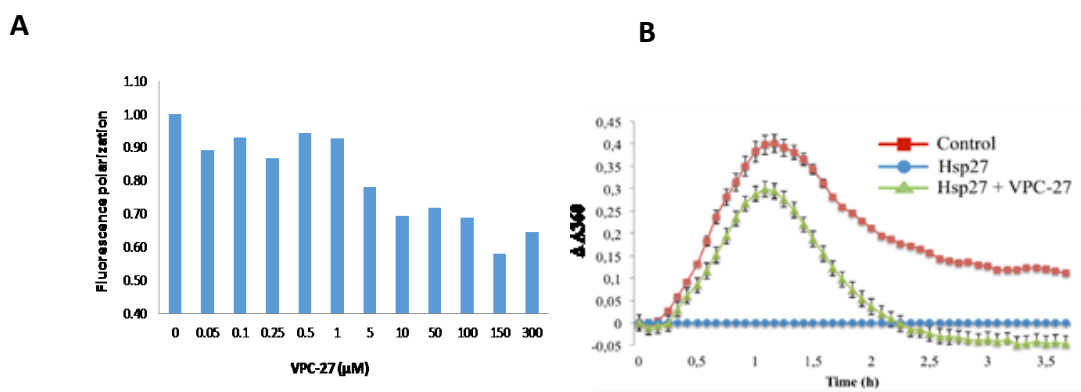 A
B
1.10
1.00
0.90
0.80
0.70
0.60
0.50
0.40
Fluorescence polarization
0 0.05 0.1 0.25 0.5 1 5 10 50 100 150 300
VPC-27 (µM)
0,45
0,4
0,35
0,3
0,25
0,2
0,15
0,1
0,05
0
-0,05
Δ A360
Control
Hsp27
Hsp27 + VPC-27
0 0,5 1 1,5 2 2,5 3 3,5
Time (h)